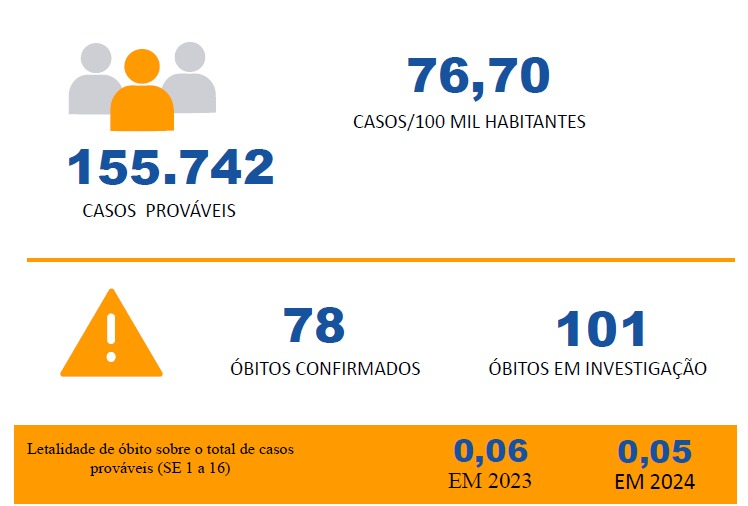 76,70
CASOS/100 MIL HABITANTES
155.742
CASOS PROVÁVEIS
78
ÓBITOS CONFIRMADOS
101
ÓBITOS EM INVESTIGAÇÃO
Letalidade de óbito sobre o total de casos
prováveis (SE 1 a 16)
0,06
EM 2023
0,05
EM 2024